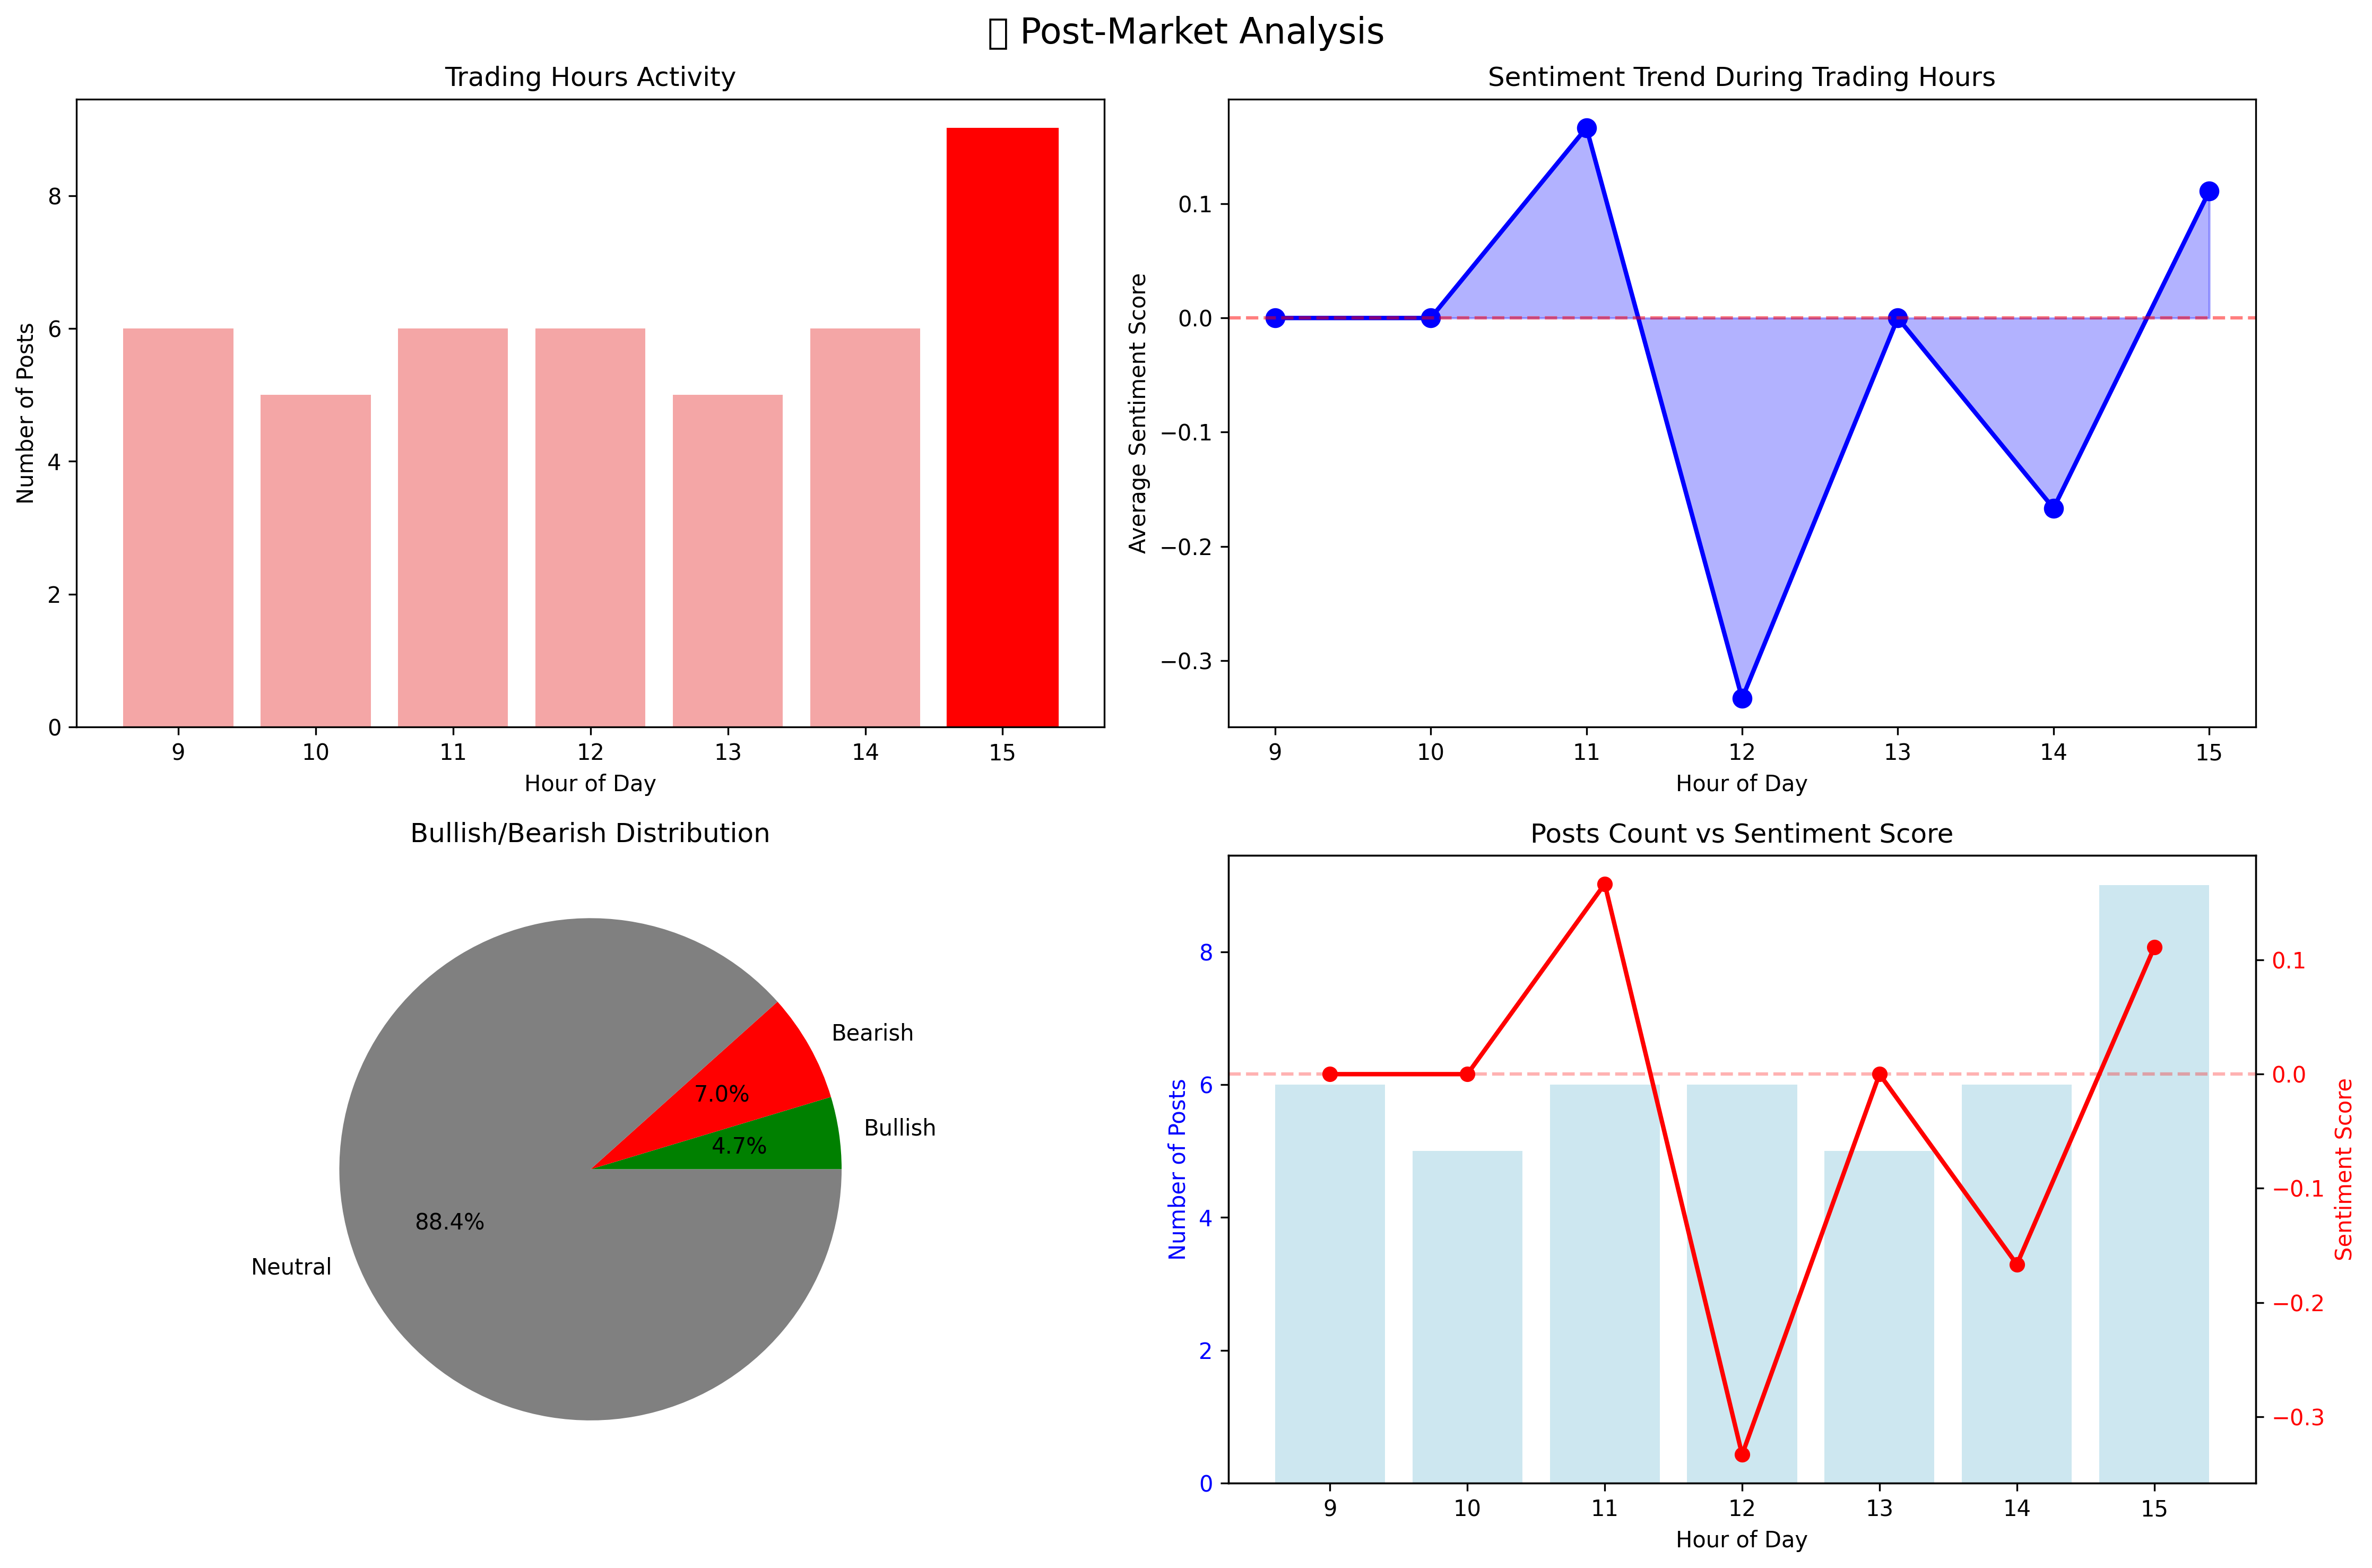 ▯ Post-Market Analysis
Trading Hours Activity
Number of Posts
8
6
4
2
0
9 10 11 12 13 14 15
Hour of Day
Sentiment Trend During Trading Hours
Average Sentiment Score
0.1
0.0
−0.1
−0.2
−0.3
9 10 11 12 13 14 15
Hour of Day
Bullish/Bearish Distribution
Bearish
7.0%
Bullish
4.7%
88.4%
Neutral
Posts Count vs Sentiment Score
Number of Posts
8
6
4
2
0
0.1
0.0
−0.1
−0.2
−0.3
Sentiment Score
9 10 11 12 13 14 15
Hour of Day